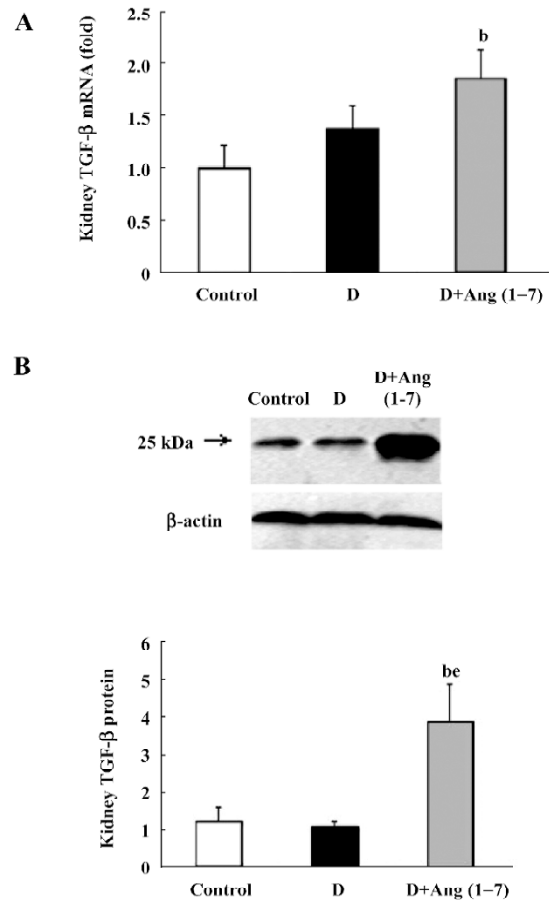 A
Kidney TGF-β mRNA (fold)
2.5
2.0
1.5
1.0
0.5
0
b
Control D D+Ang (1–7)
B
Control D D+Ang (1-7)
25 kDa
β-actin
Kidney TGF-β protein
6
5
4
3
2
1
0
be
Control D D+Ang (1–7)